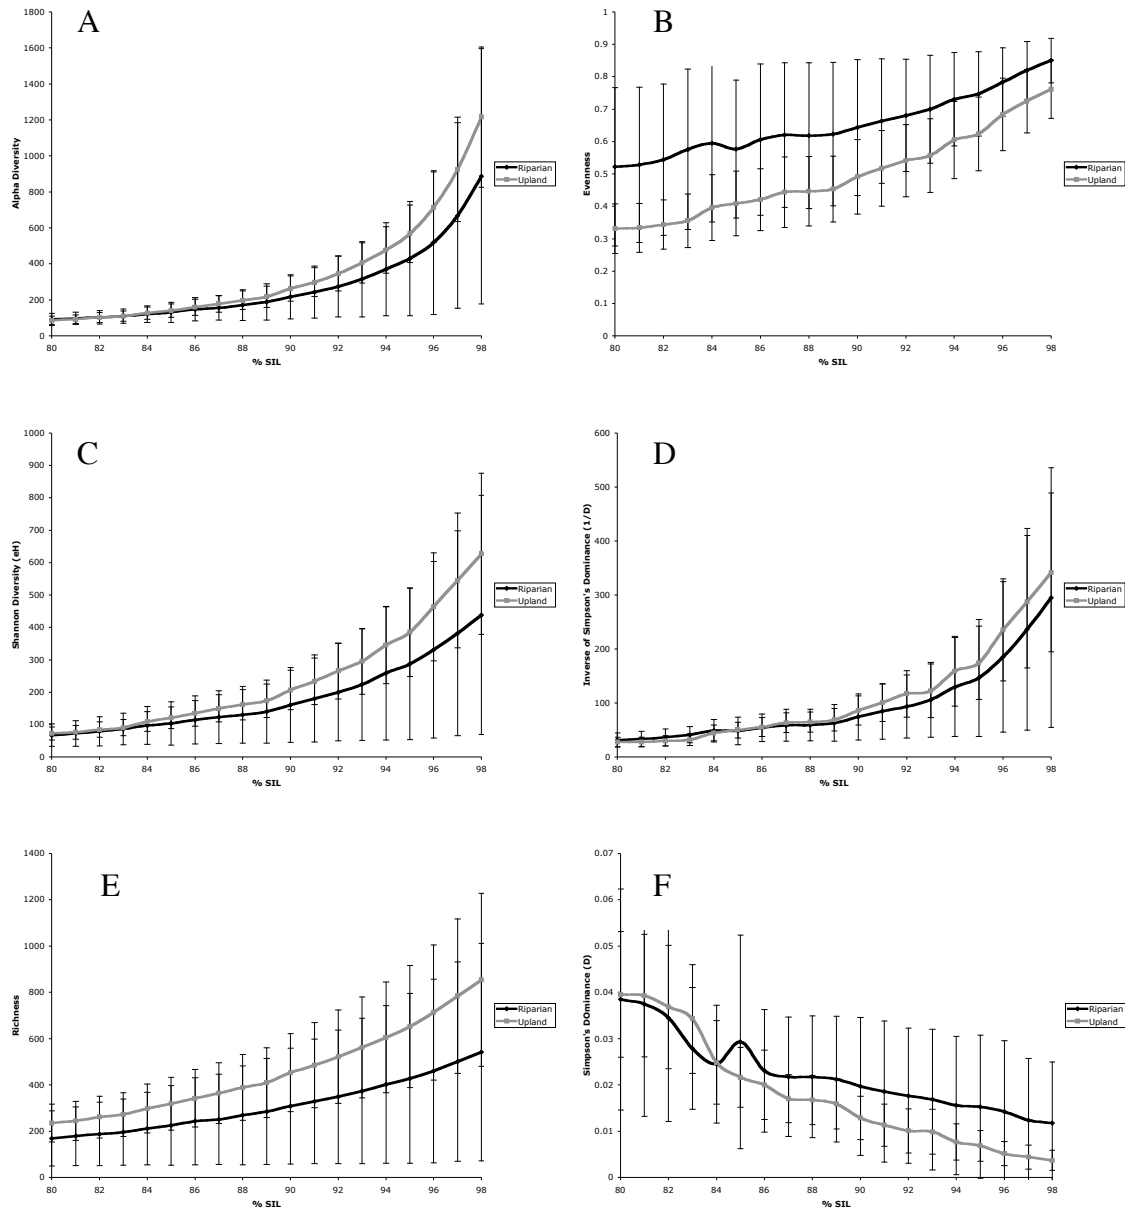 A
1800
1600
1400
1200
1000
800
600
400
200
0
80 82 84 86 88 90 92 94 96 98
% SIL
Alpha Diversity
Riparian
Upland
B
1
0.9
0.8
0.7
0.6
0.5
0.4
0.3
0.2
0.1
0
80 82 84 86 88 90 92 94 96 98
% SIL
Evenness
Riparian
Upland
C
1000
900
800
700
600
500
400
300
200
100
0
80 82 84 86 88 90 92 94 96 98
% SIL
Shannon Diversity (eH)
Riparian
Upland
D
600
500
400
300
200
100
0
80 82 84 86 88 90 92 94 96 98
% SIL
Inverse of Simpson's Dominance (1/D)
Riparian
Upland
E
1400
1200
1000
800
600
400
200
0
80 82 84 86 88 90 92 94 96 98
% SIL
Richness
Riparian
Upland
F
0.07
0.06
0.05
0.04
0.03
0.02
0.01
0
80 82 84 86 88 90 92 94 96 98
% SIL
Simpson's DOminance (D)
Riparian
Upland